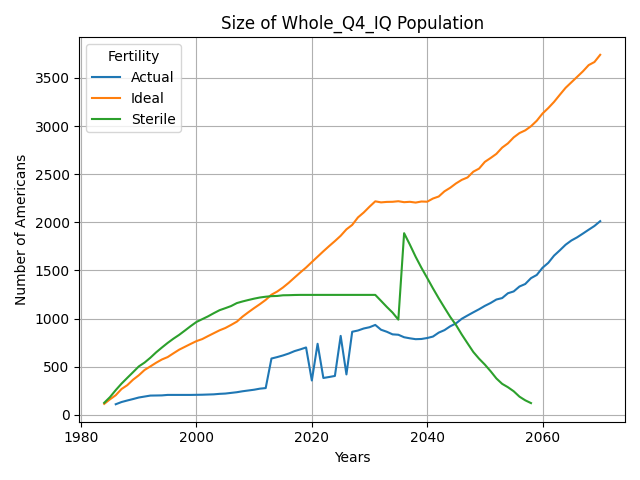 Size of Whole_Q4_IQ Population
Fertility
Actual
Ideal
Sterile
Number of Americans
3500
3000
2500
2000
1500
1000
500
0
1980
2000
2020
2040
2060
Years